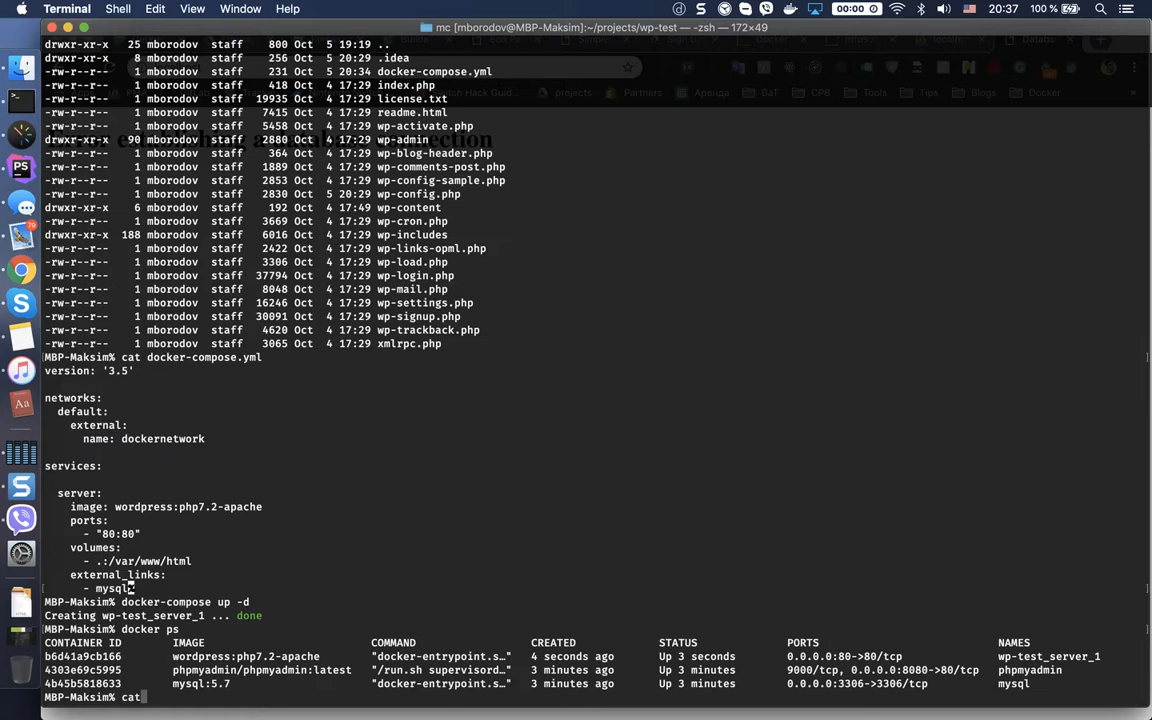 Terminal Shell Edit View Window Help 00:00 20:37 100 %
mc [mborodov@MBP-Maksim]:~/projects/wp-test — -zsh — 172×49
drwxr-xr-x 25 mborodov staff 800 Oct 5 19:19 ..
drwxr-xr-x 8 mborodov staff 256 Oct 5 20:29 .idea
-rw-r--r-- 1 mborodov staff 231 Oct 5 20:34 docker-compose.yml
-rw-r--r-- 1 mborodov staff 418 Oct 4 17:29 index.php
-rw-r--r-- 1 mborodov staff 19935 Oct 4 17:29 license.txt
-rw-r--r-- 1 mborodov staff 7415 Oct 4 17:29 readme.html
-rw-r--r-- 1 mborodov staff 5458 Oct 4 17:29 wp-activate.php
drwxr-xr-x 90 mborodov staff 2880 Oct 4 17:29 wp-admin
-rw-r--r-- 1 mborodov staff 364 Oct 4 17:29 wp-blog-header.php
-rw-r--r-- 1 mborodov staff 1889 Oct 4 17:29 wp-comments-post.php
-rw-r--r-- 1 mborodov staff 2853 Oct 4 17:29 wp-config-sample.php
-rw-r--r-- 1 mborodov staff 2830 Oct 5 20:29 wp-config.php
drwxr-xr-x 6 mborodov staff 192 Oct 4 17:49 wp-content
-rw-r--r-- 1 mborodov staff 3669 Oct 4 17:29 wp-cron.php
drwxr-xr-x 188 mborodov staff 6016 Oct 4 17:29 wp-includes
-rw-r--r-- 1 mborodov staff 2422 Oct 4 17:29 wp-links-opml.php
-rw-r--r-- 1 mborodov staff 3306 Oct 4 17:29 wp-load.php
-rw-r--r-- 1 mborodov staff 37794 Oct 4 17:29 wp-login.php
-rw-r--r-- 1 mborodov staff 8048 Oct 4 17:29 wp-mail.php
-rw-r--r-- 1 mborodov staff 16246 Oct 4 17:29 wp-settings.php
-rw-r--r-- 1 mborodov staff 30091 Oct 4 17:29 wp-signup.php
-rw-r--r-- 1 mborodov staff 4620 Oct 4 17:29 wp-trackback.php
-rw-r--r-- 1 mborodov staff 3065 Oct 4 17:29 xmlrpc.php
MBP-Maksim% cat docker-compose.yml
version: '3.5'
networks:
default:
external:
name: dockernetwork
services:
server:
image: wordpress:php7.2-apache
ports:
- "80:80"
volumes:
- .:/var/www/html
external_links:
- mysql
MBP-Maksim% docker-compose up -d
Creating wp-test_server_1 ... done
MBP-Maksim% docker ps
CONTAINER ID IMAGE COMMAND CREATED STATUS PORTS NAMES
b6d41a9cb166 wordpress:php7.2-apache "docker-entrypoint.s…" 4 seconds ago Up 3 seconds 0.0.0.0:80->80/tcp wp-test_server_1
4303e69c5995 phpmyadmin/phpmyadmin:latest "/run.sh supervisord…" 3 minutes ago Up 3 minutes 9000/tcp, 0.0.0.0:8080->80/tcp phpmyadmin
4b45b5818633 mysql:5.7 "docker-entrypoint.s…" 3 minutes ago Up 3 minutes 0.0.0.0:3306->3306/tcp mysql
MBP-Maksim% cat
Error establishing a database connection
Switch Hack Guide projects Partners Аренда BaT CPB Tools Tips Blogs Docker
79
PS
Aa